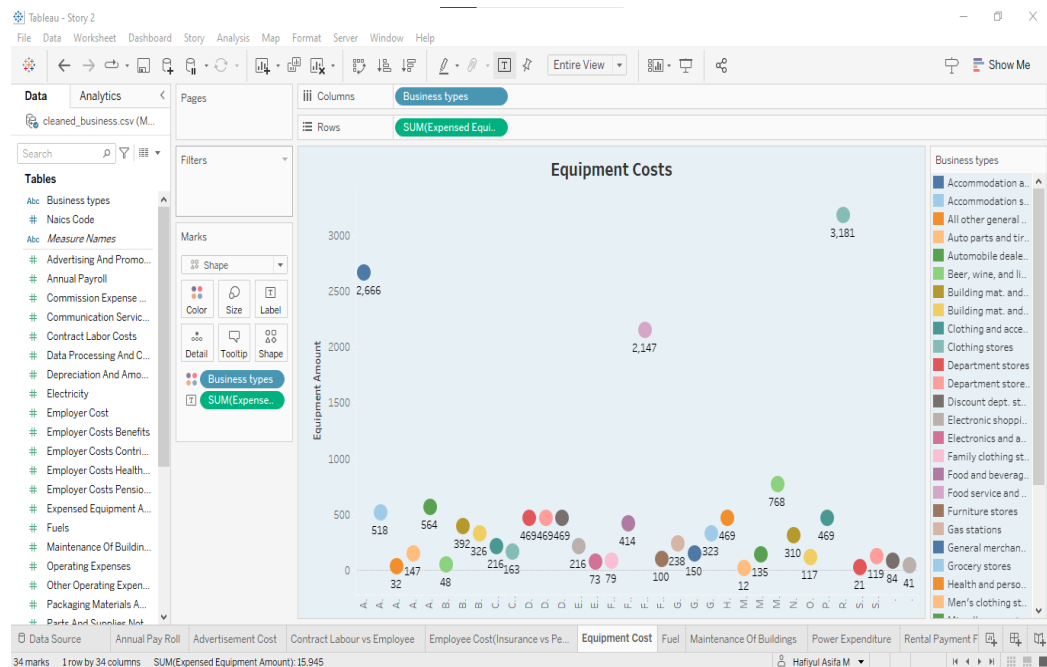 Tableau - Story 2
File Data Worksheet Dashboard Story Analysis Map Format Server Window Help
Entire View
Show Me
Data Analytics
cleaned_business.csv (M...
Search
Tables
Abc Business types
# Naics Code
Abc Measure Names
# Advertising And Promo...
# Annual Payroll
# Commission Expense ...
# Communication Servic...
# Contract Labor Costs
# Data Processing And C...
# Depreciation And Amo...
# Electricity
# Employer Cost
# Employer Costs Benefits
# Employer Costs Contri...
# Employer Costs Health...
# Employer Costs Pensio...
# Expensed Equipment A...
# Fuels
# Maintenance Of Buildin...
# Operating Expenses
# Other Operating Expen...
# Packaging Materials A...
# Parts And Supplies Not
Pages
Filters
Marks
Shape
Color Size Label
Detail Tooltip Shape
Business types
SUM(Expense..
Columns Business types
Rows SUM(Expensed Equi..
Equipment Costs
Equipment Amount
3000
2500
2000
1500
1000
500
0
2,666
518
32
147
564
48
392
326
216
163
469
469
469
216
73
79
414
2,147
100
238
150
323
469
12
135
768
310
117
469
3,181
21
119
84
41
A. A. A. A. A. B. B. B. C. C. D. D. D. E. E. F. F. F. F. G. G. G. H. M. M. M. N. O. P. R. S. S.
Business types
Accommodation a..
Accommodation s..
All other general ..
Auto parts and tir..
Automobile deale..
Beer, wine, and li..
Building mat. and..
Building mat. and..
Clothing and acce..
Clothing stores
Department stores
Department store..
Discount dept. st..
Electronic shoppi..
Electronics and a..
Family clothing st..
Food and beverag..
Food service and ..
Furniture stores
Gas stations
General merchan..
Grocery stores
Health and perso..
Men's clothing st..
Data Source Annual Pay Roll Advertisement Cost Contract Labour vs Employee Employee Cost(Insurance vs Pe... Equipment Cost Fuel Maintenance Of Buildings Power Expenditure Rental Payment F
34 marks 1 row by 34 columns SUM(Expensed Equipment Amount): 15,945
Hafiyul Asifa M